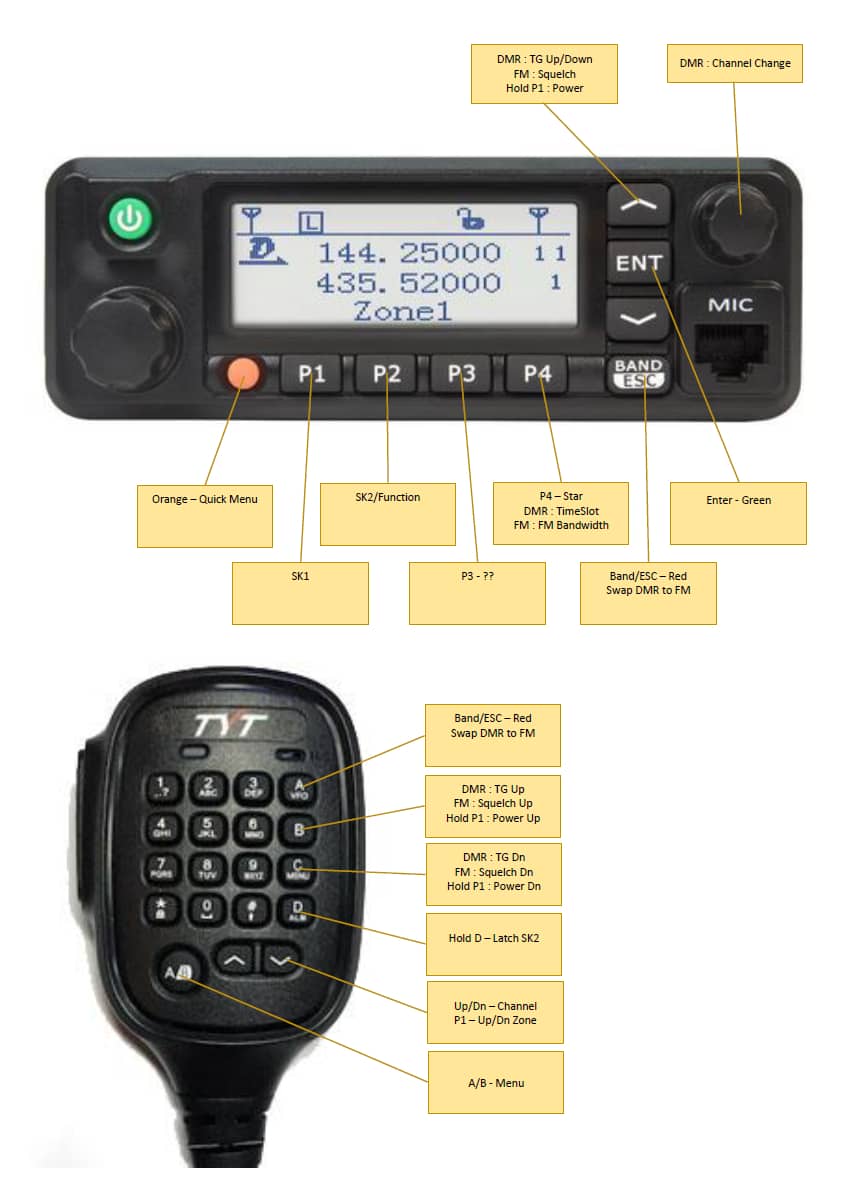 DMR : TG Up/Down
FM : Squelch
Hold P1 : Power
DMR : Channel Change
L
D
144. 25000 1 1
435. 52000 1
Zone1
ENT
MIC
P1
P2
P3
P4
BAND
ESC
Orange – Quick Menu
SK2/Function
P4 – Star
DMR : TimeSlot
FM : FM Bandwidth
Enter - Green
SK1
P3 - ??
Band/ESC – Red
Swap DMR to FM
TYT
Band/ESC – Red
Swap DMR to FM
1 2 3 A
..? ABC DEF VFO
DMR : TG Up
FM : Squelch Up
Hold P1 : Power Up
4 5 6 B
GHI JKL MNO
DMR : TG Dn
FM : Squelch Dn
Hold P1 : Power Dn
7 8 9 C
PQRS TUV WXYZ MENU
* 0 # D
ALM
Hold D – Latch SK2
Up/Dn – Channel
P1 – Up/Dn Zone
A/B
A/B - Menu